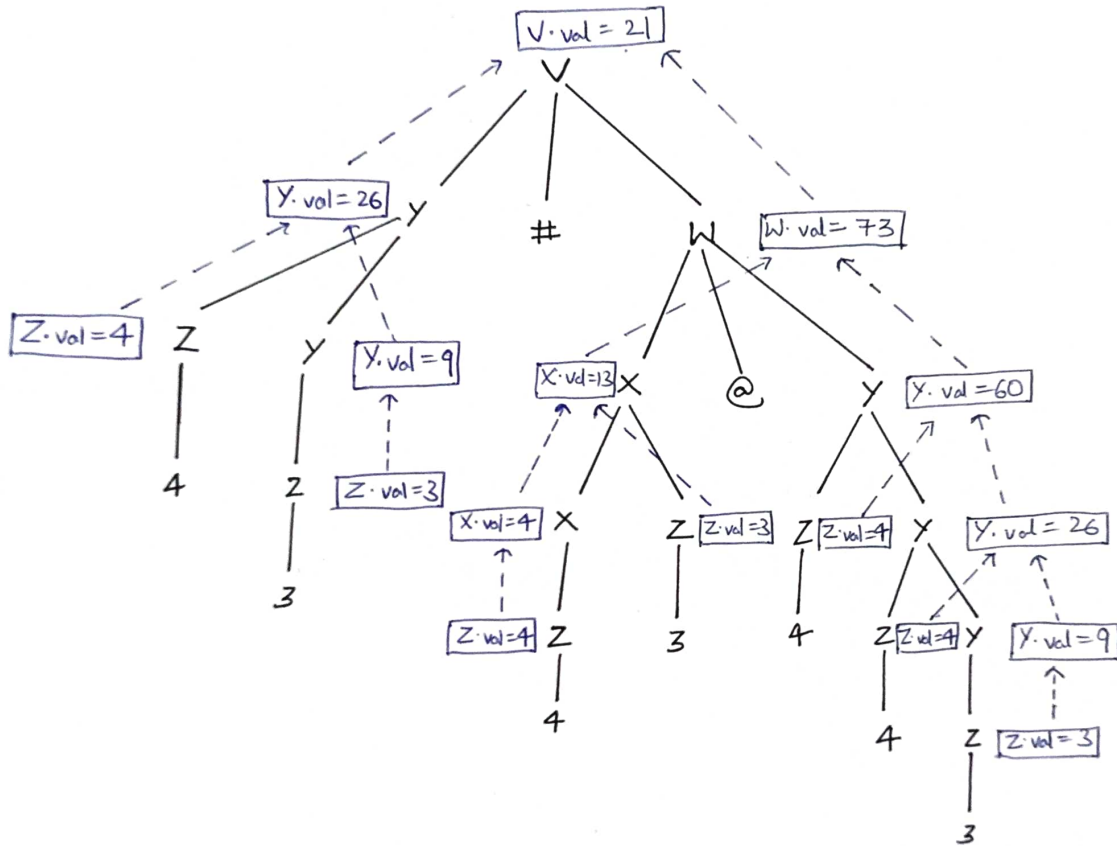 V.val = 21
V
Y.val = 26 Y # W W.val = 73
Z.val = 4 Z Y Y.val = 9 X.val = 13 X @ Y Y.val = 60
4 Z Z.val = 3 X.val = 4 X Z Z.val = 3 Z Z.val = 4 Y Y.val = 26
3 Z.val = 4 Z 3 4 Z Z.val = 4 Y Y.val = 9
4 4 Z Z.val = 3
3